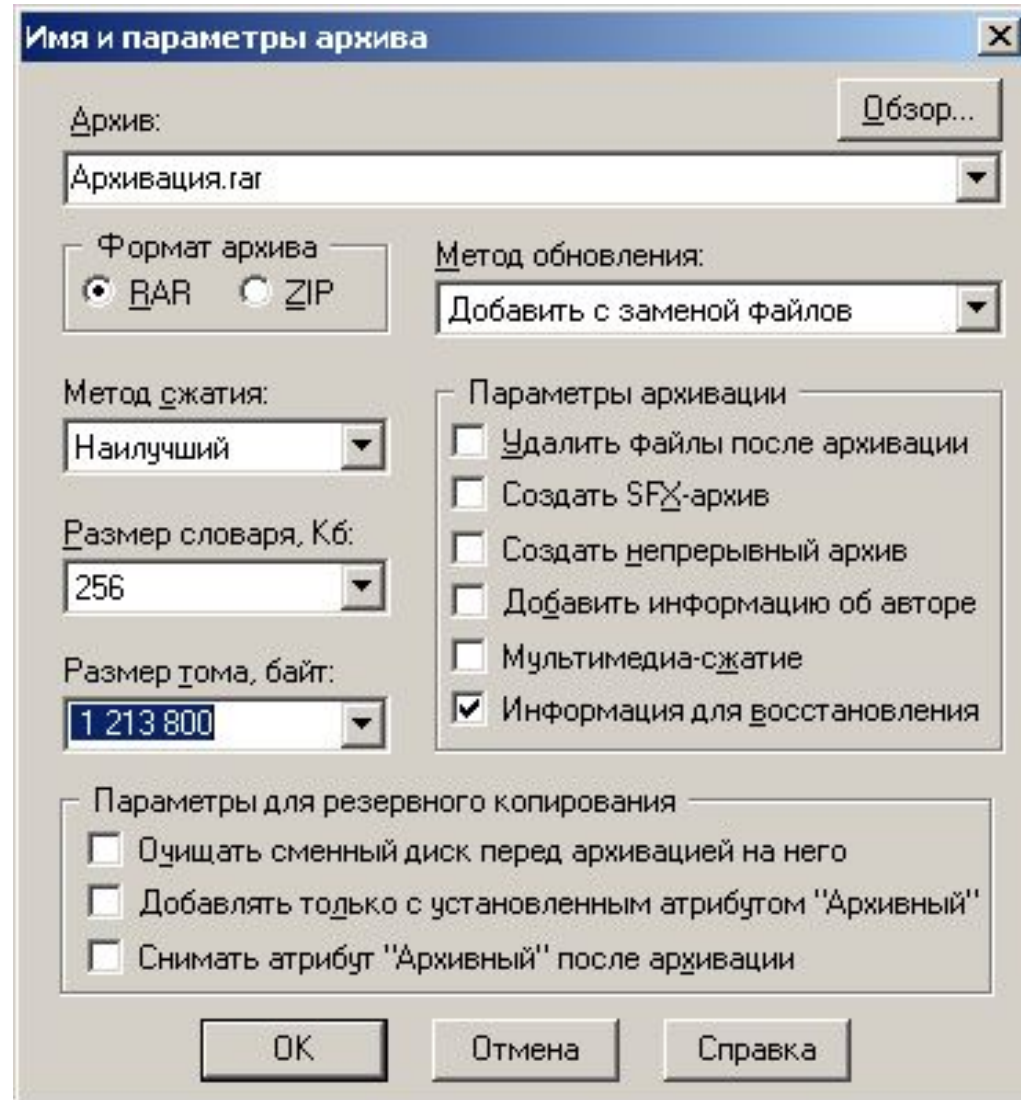 Имя и параметры архива
Обзор...
Архив:
Архивация.rar
Формат архива
RAR ZIP
Метод обновления:
Добавить с заменой файлов
Метод сжатия:
Наилучший
Размер словаря, Кб:
256
Размер тома, байт:
1 213 800
Параметры архивации
Удалить файлы после архивации
Создать SFX-архив
Создать непрерывный архив
Добавить информацию об авторе
Мультимедиа-сжатие
Информация для восстановления
Параметры для резервного копирования
Очищать сменный диск перед архивацией на него
Добавлять только с установленным атрибутом "Архивный"
Снимать атрибут "Архивный" после архивации
OK Отмена Справка